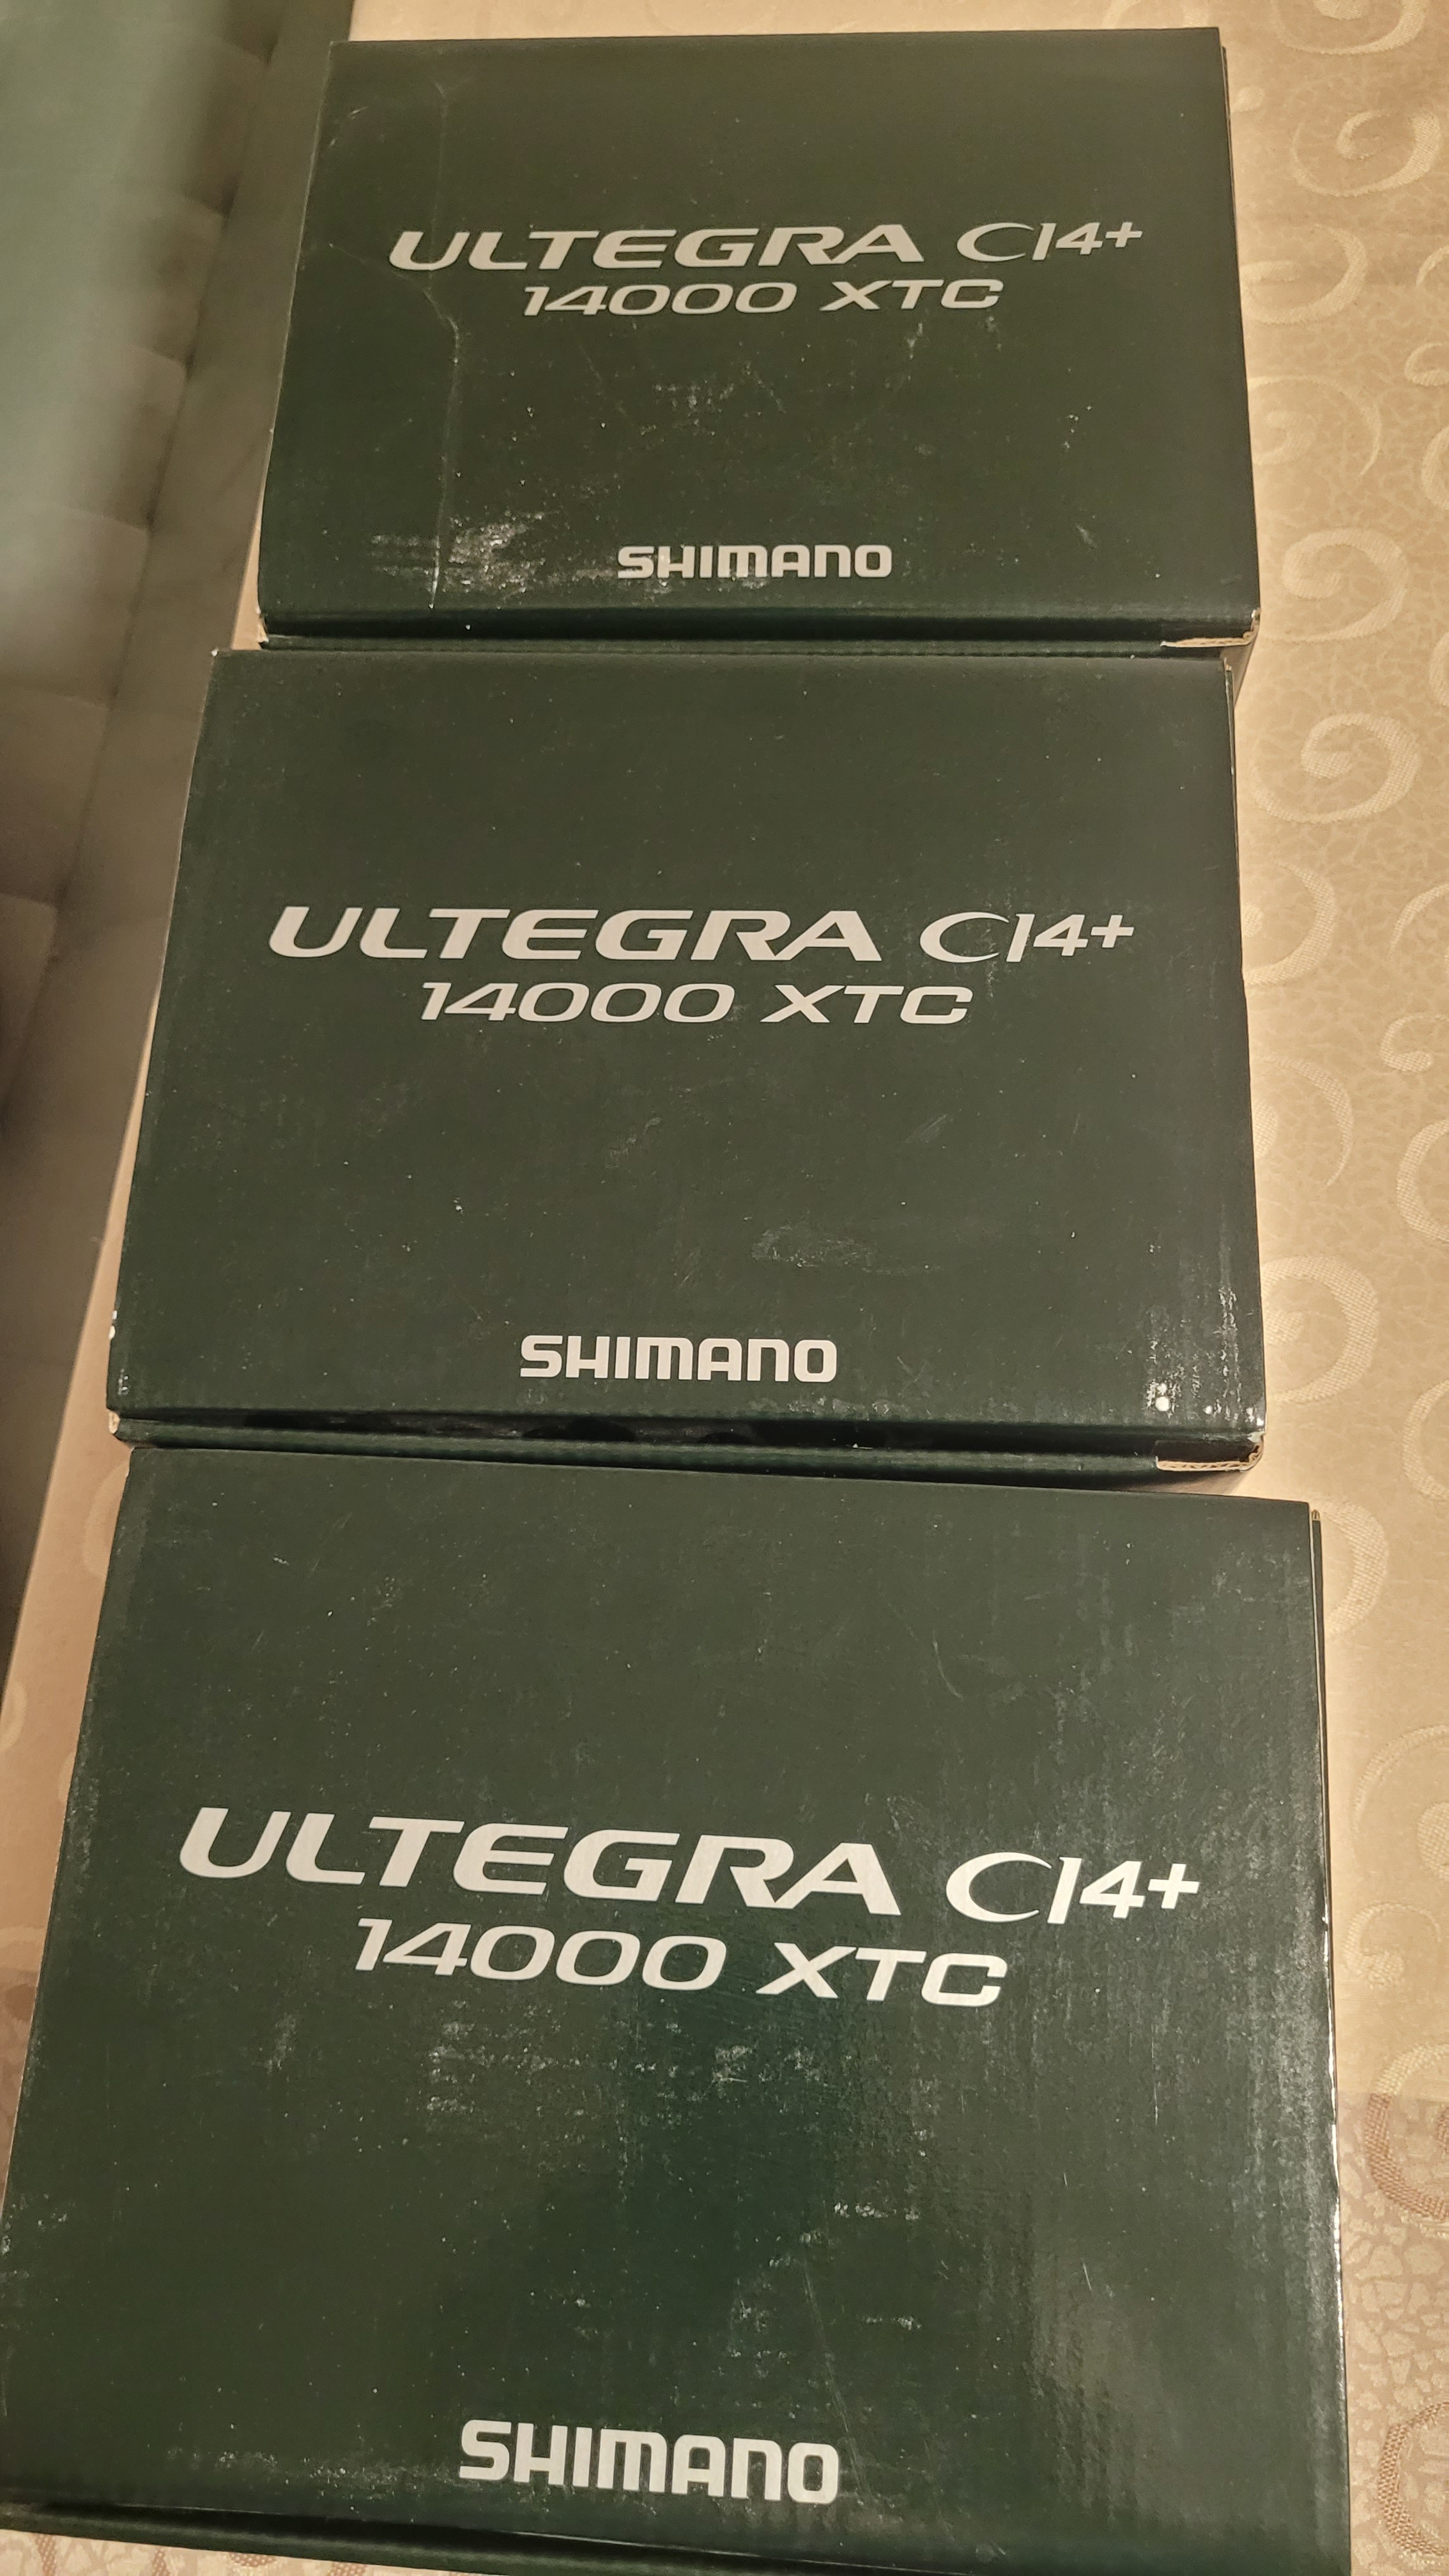 ULTEGRA CI4+
14000 XTC
SHIMANO
ULTEGRA CI4+
14000 XTC
SHIMANO
ULTEGRA CI4+
14000 XTC
SHIMANO